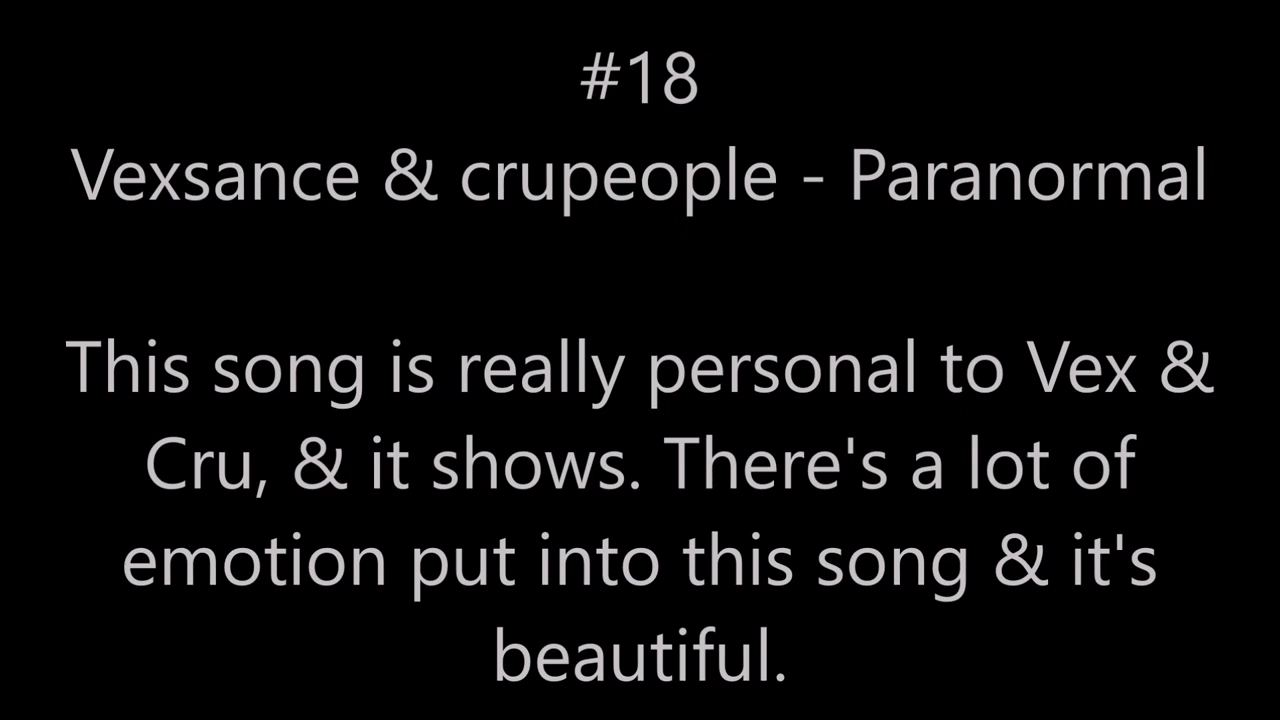 #18
Vexsance & crupeople - Paranormal
This song is really personal to Vex &
Cru, & it shows. There's a lot of
emotion put into this song & it's
beautiful.